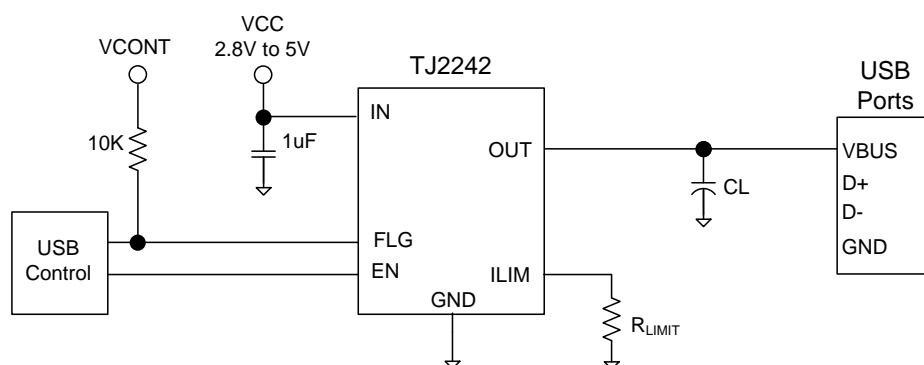 VCONT
VCC
2.8V to 5V
TJ2242
USB
Ports
IN
10K
1uF
OUT
VBUS
CL
D+
D-
USB
Control
FLG
GND
EN
ILIM
GND
RLIMIT